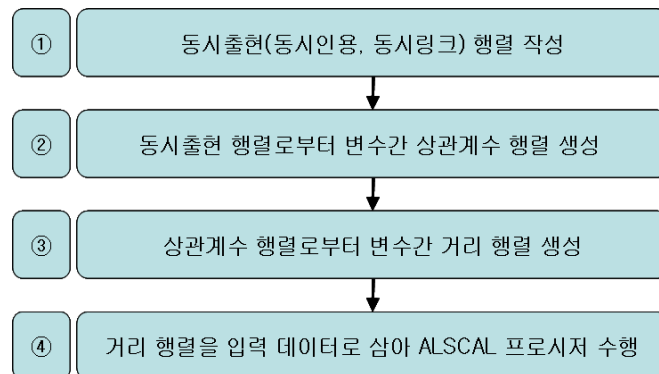 ① 동시출현(동시인용, 동시링크) 행렬 작성
② 동시출현 행렬로부터 변수간 상관계수 행렬 생성
③ 상관계수 행렬로부터 변수간 거리 행렬 생성
④ 거리 행렬을 입력 데이터로 삼아 ALSCAL 프로시저 수행